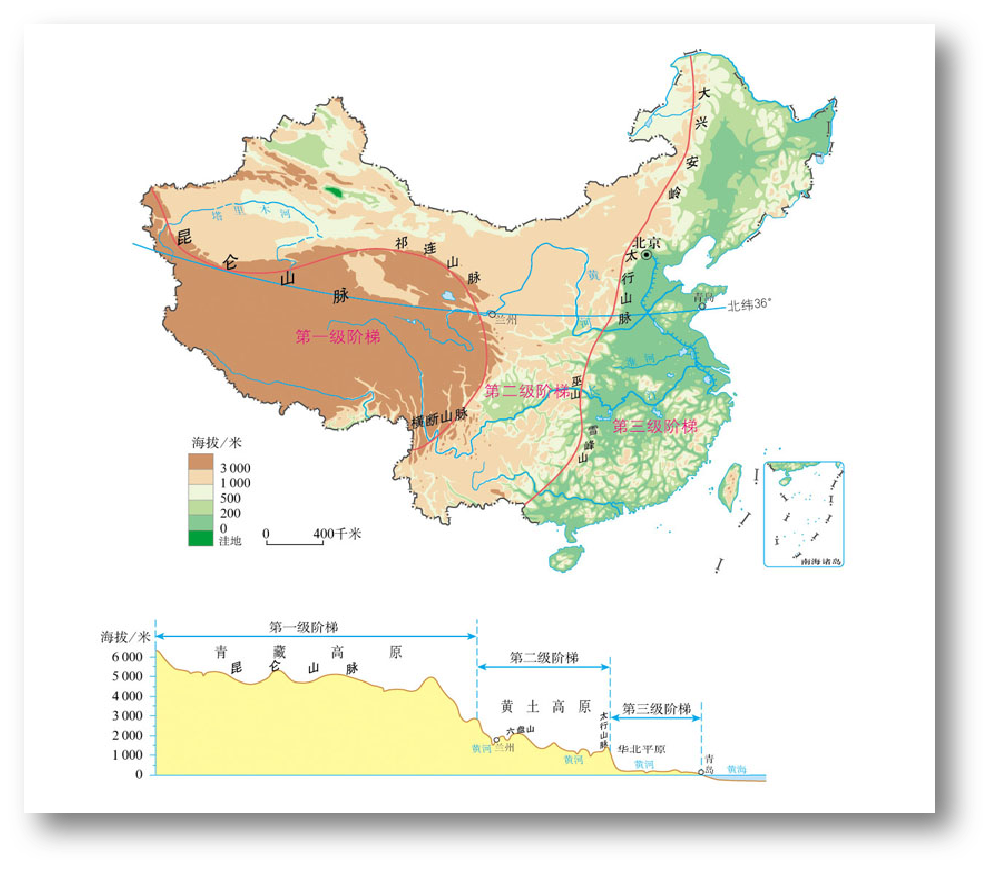 大兴安岭
塔里木河
昆仑山脉
祁连山脉
北京
太行山脉
黄河
青岛
北纬36°
兰州
第一级阶梯
淮河
第二级阶梯
巫山
长江
横断山脉
第三级阶梯
雪峰山
海拔/米
3 000
1 000
500
200
0
洼地
0 400千米
南海诸岛
第一级阶梯
海拔/米
6 000
5 000
4 000
3 000
2 000
1 000
0
青藏高原
昆仑山脉
第二级阶梯
黄土高原
六盘山
太行山脉
第三级阶梯
黄河
兰州
黄河
华北平原
黄河
青岛
黄海